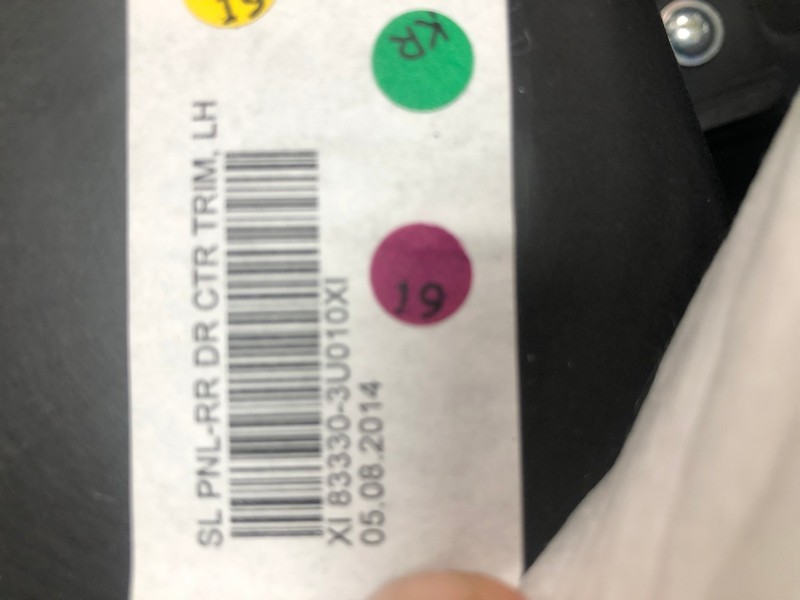 SL PNL-RR DR CTR TRIM, LH
XI 83330-3U010XI
05.08.2014
KR
19